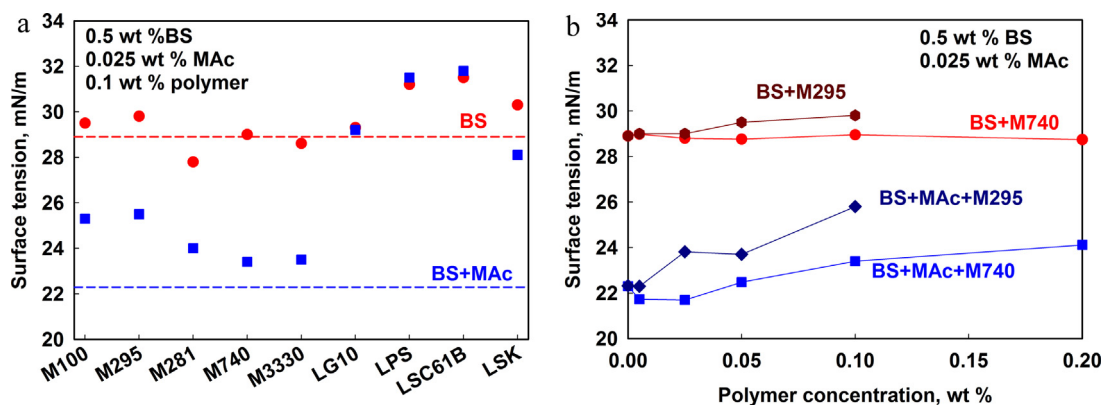 a
0.5 wt %BS
0.025 wt % MAc
0.1 wt % polymer
BS
BS+MAc
Surface tension, mN/m
34
32
30
28
26
24
22
20
M100
M295
M281
M740
M3330
LG10
LPS
LSC61B
LSK
b
0.5 wt % BS
0.025 wt % MAc
BS+M295
BS+M740
BS+MAc+M295
BS+MAc+M740
Surface tension, mN/m
34
32
30
28
26
24
22
20
0.00
0.05
0.10
0.15
0.20
Polymer concentration, wt %